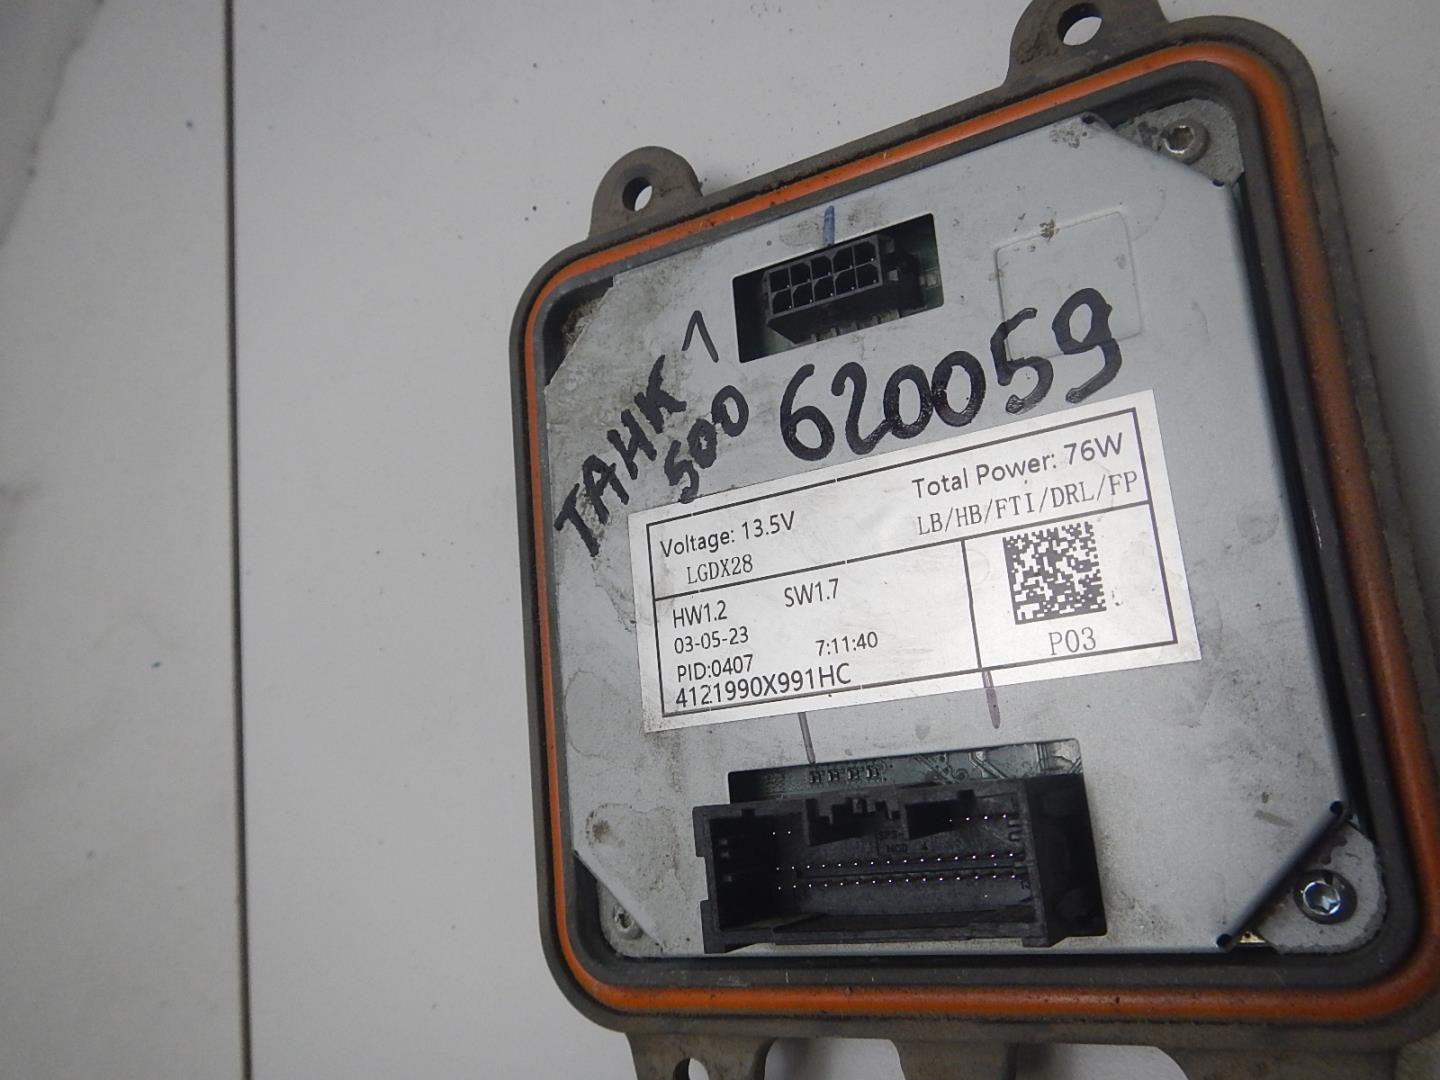 ТАНК 1
500
620059
Voltage: 13.5V
Total Power: 76W
LGDX28
LB/HB/FTI/DRL/FP
HW1.2 SW1.7
03-05-23 7:11:40
PID:0407
4121990X991HC
P03